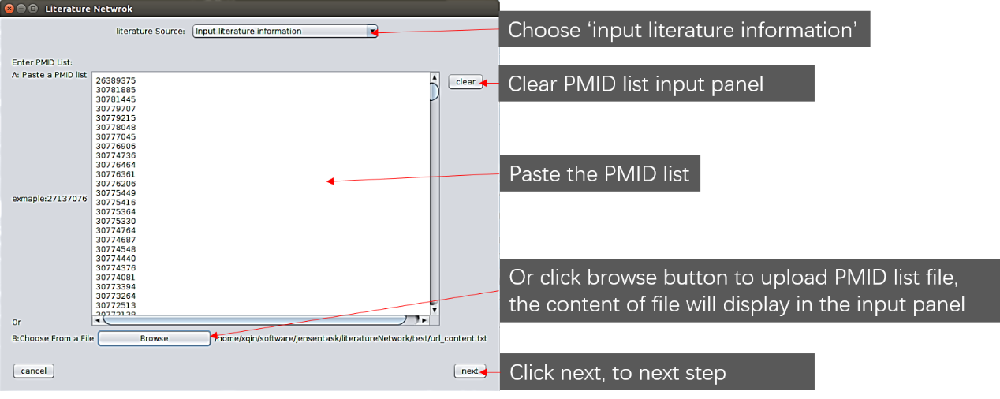 Literature Netwrok
literature Source: Input literature information
Choose ‘input literature information’
Enter PMID List:
A: Paste a PMID list
clear
Clear PMID list input panel
26389375
30781885
30781445
30779707
30779215
30778048
30777045
30776906
30774736
30776464
30776361
30776206
30775449
30775416
30775364
30775330
30774764
30774687
30774548
30774440
30774376
30774081
30773394
30773264
30772513
30772138
Paste the PMID list
exmaple:27137076
Or click browse button to upload PMID list file,
the content of file will display in the input panel
Or
B:Choose From a File Browse /home/xqin/software/jensentask/literatureNetwork/test/url_content.txt
cancel
next
Click next, to next step